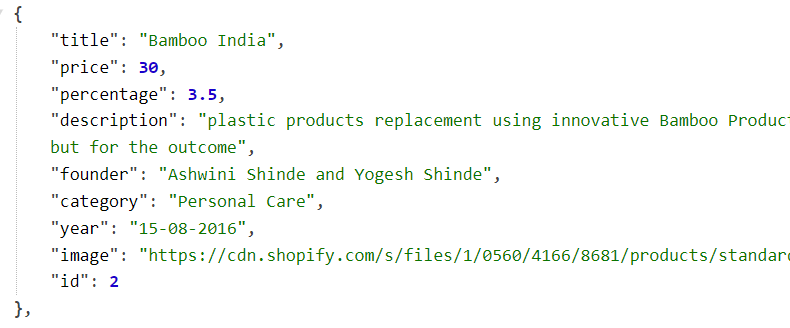 {
"title": "Bamboo India",
"price": 30,
"percentage": 3.5,
"description": "plastic products replacement using innovative Bamboo Produc
but for the outcome",
"founder": "Ashwini Shinde and Yogesh Shinde",
"category": "Personal Care",
"year": "15-08-2016",
"image": "https://cdn.shopify.com/s/files/1/0560/4166/8681/products/standar
"id": 2
},